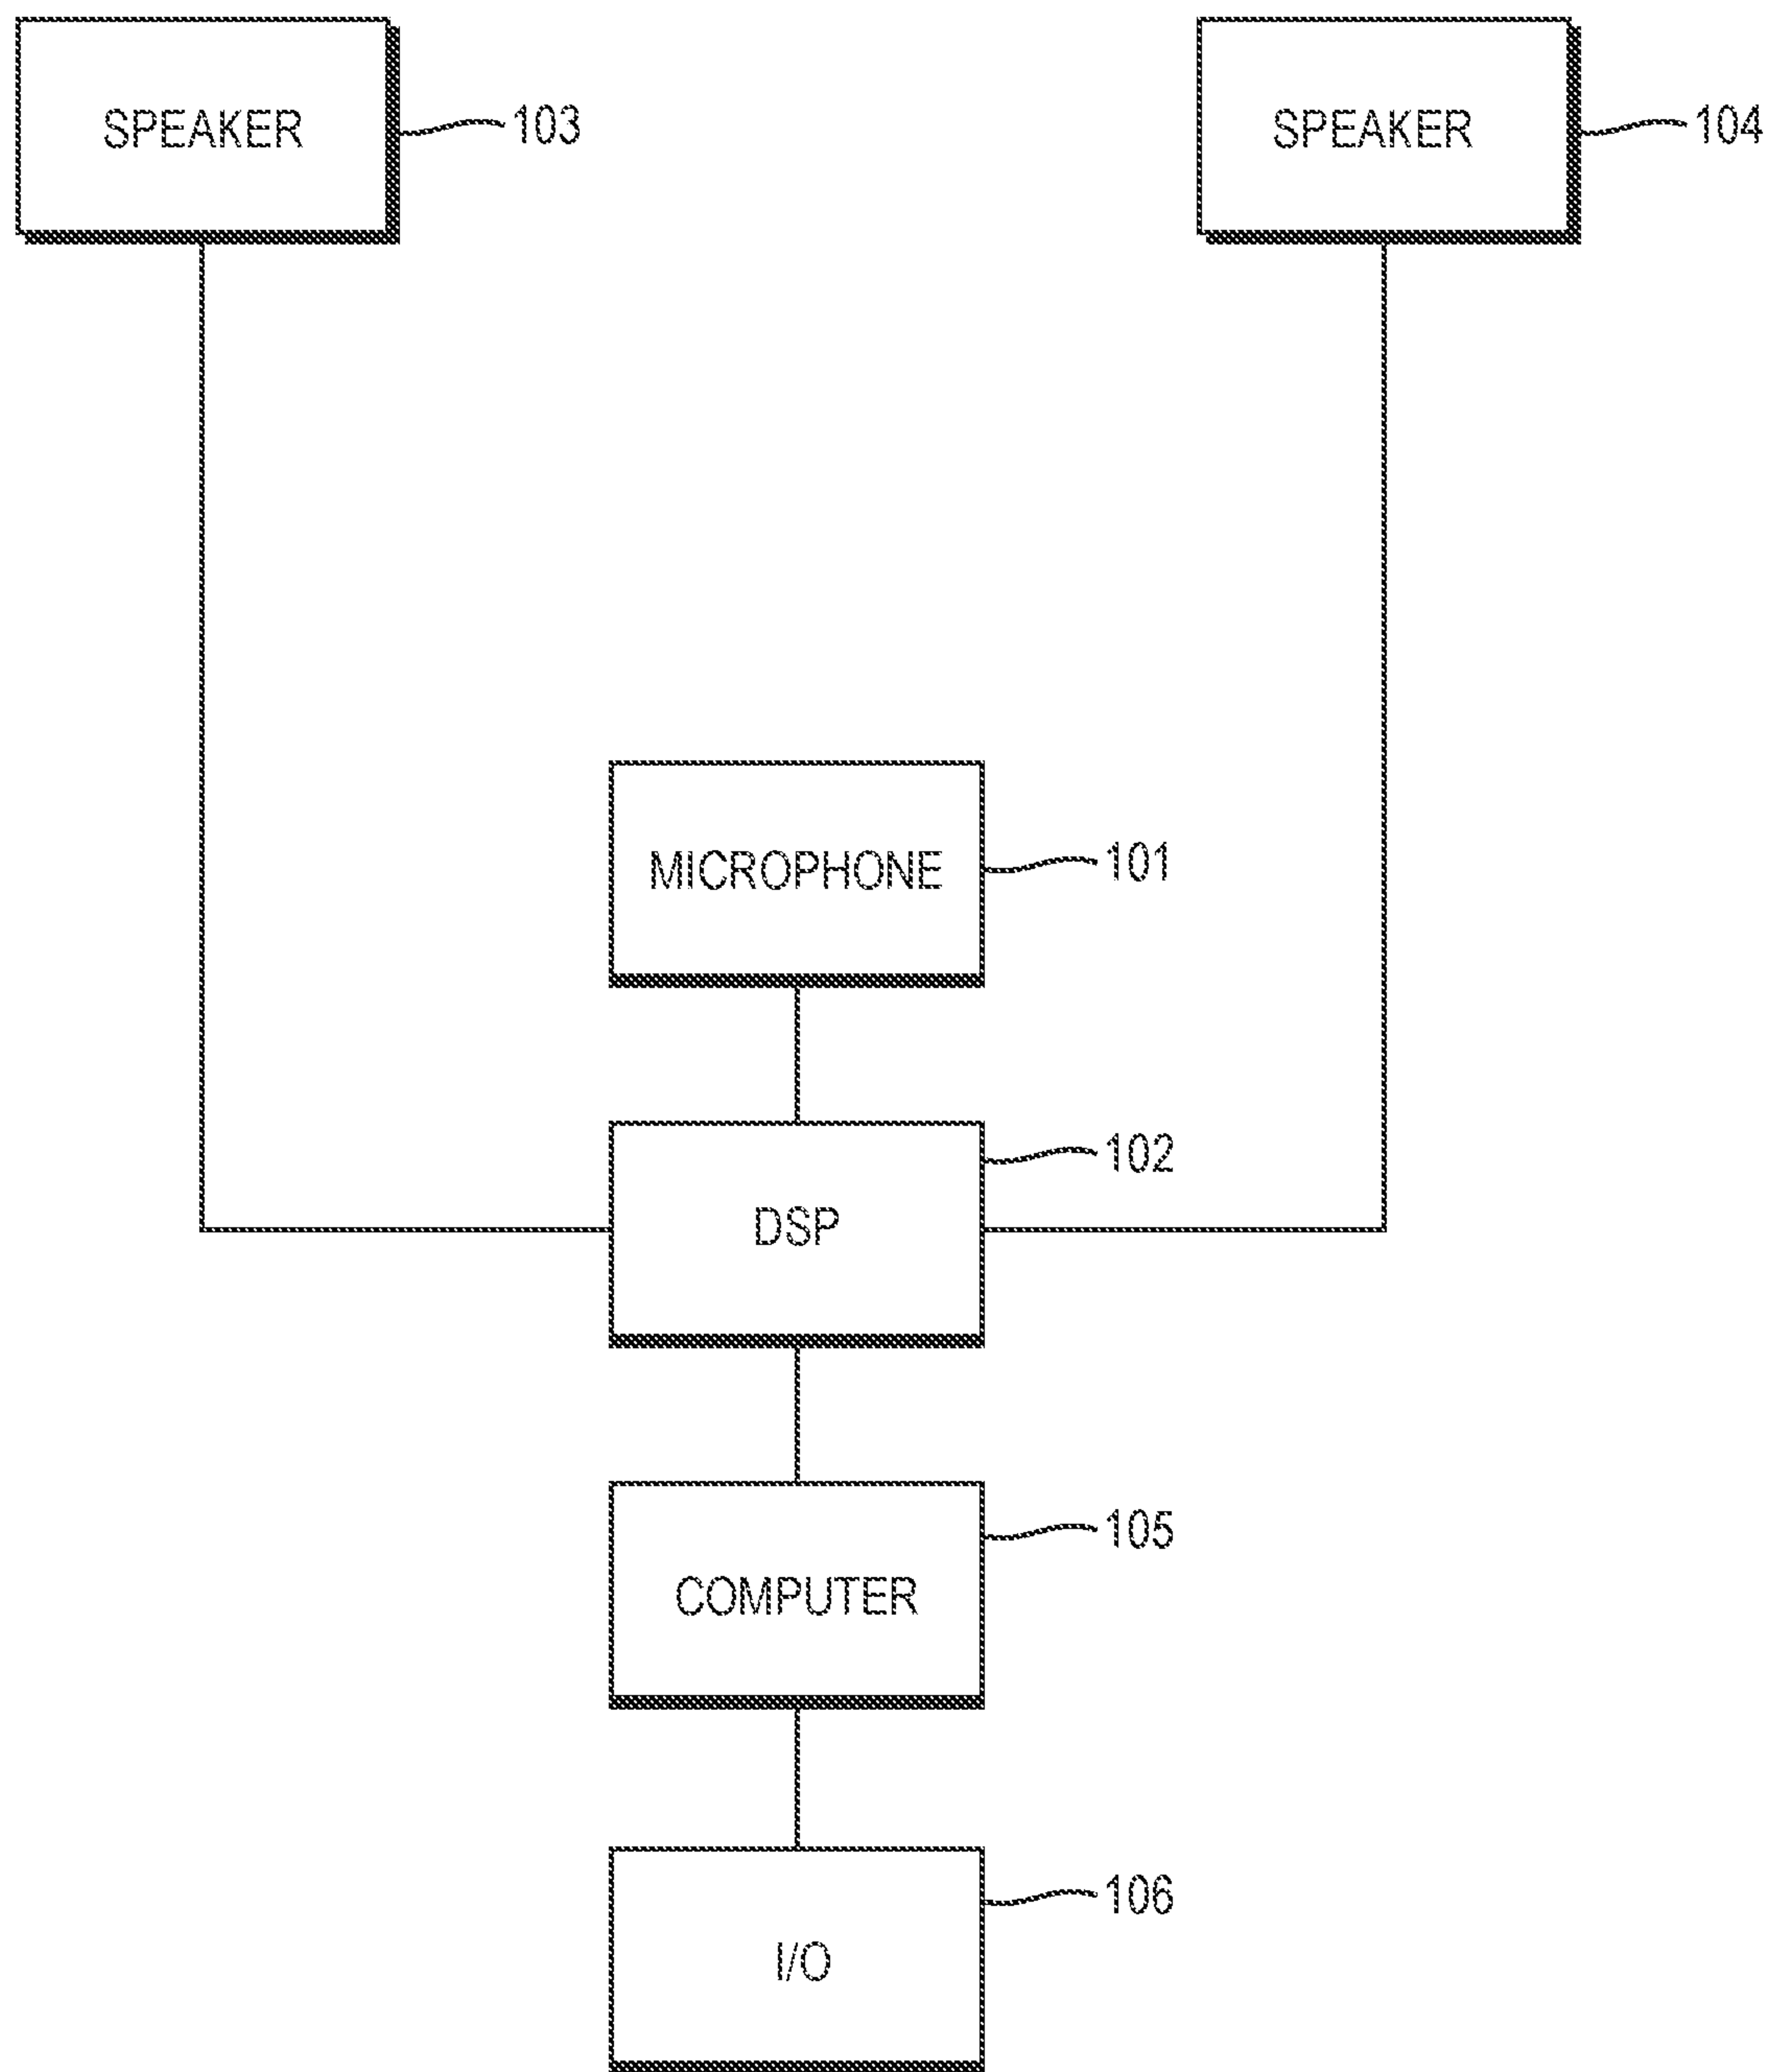 SPEAKER 103
SPEAKER 104
MICROPHONE 101
102
DSP
105
COMPUTER
106
I/O